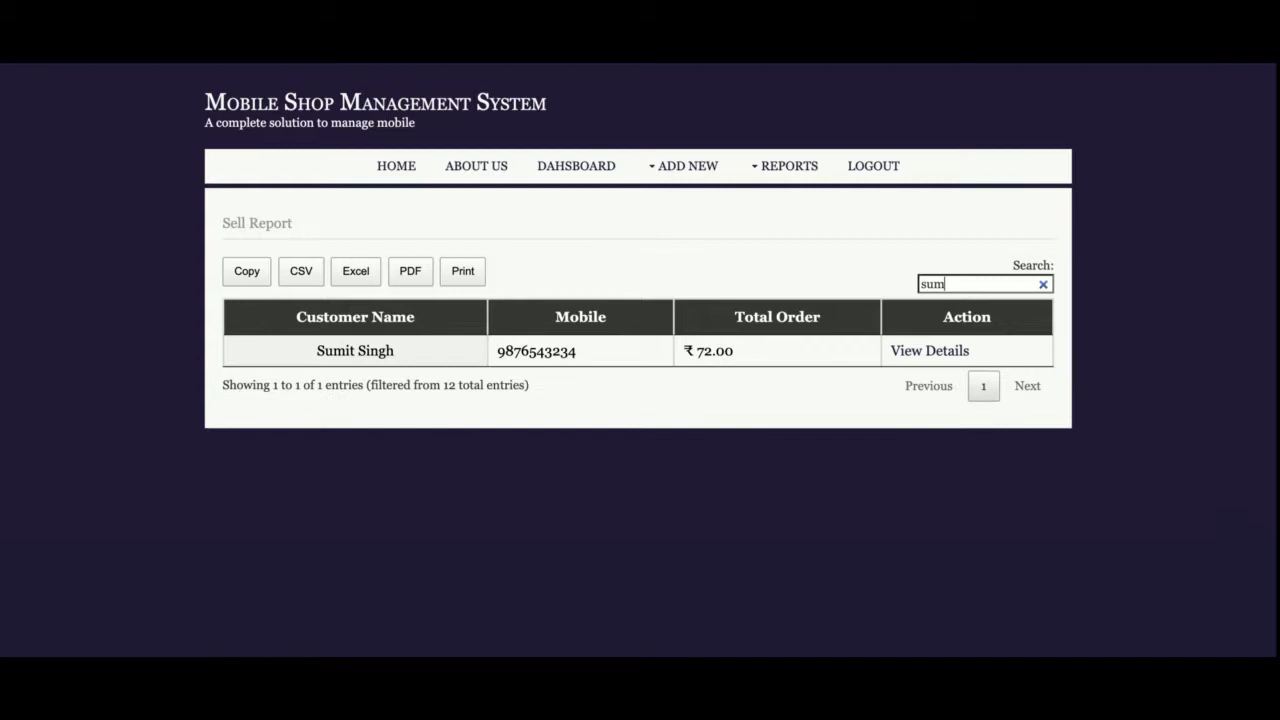 Mobile Shop Management System
A complete solution to manage mobile
HOME ABOUT US DAHSBOARD ADD NEW REPORTS LOGOUT
Sell Report
Copy CSV Excel PDF Print
Search:
sum
Customer Name Mobile Total Order Action
Sumit Singh 9876543234 ₹ 72.00 View Details
Showing 1 to 1 of 1 entries (filtered from 12 total entries)
Previous 1 Next